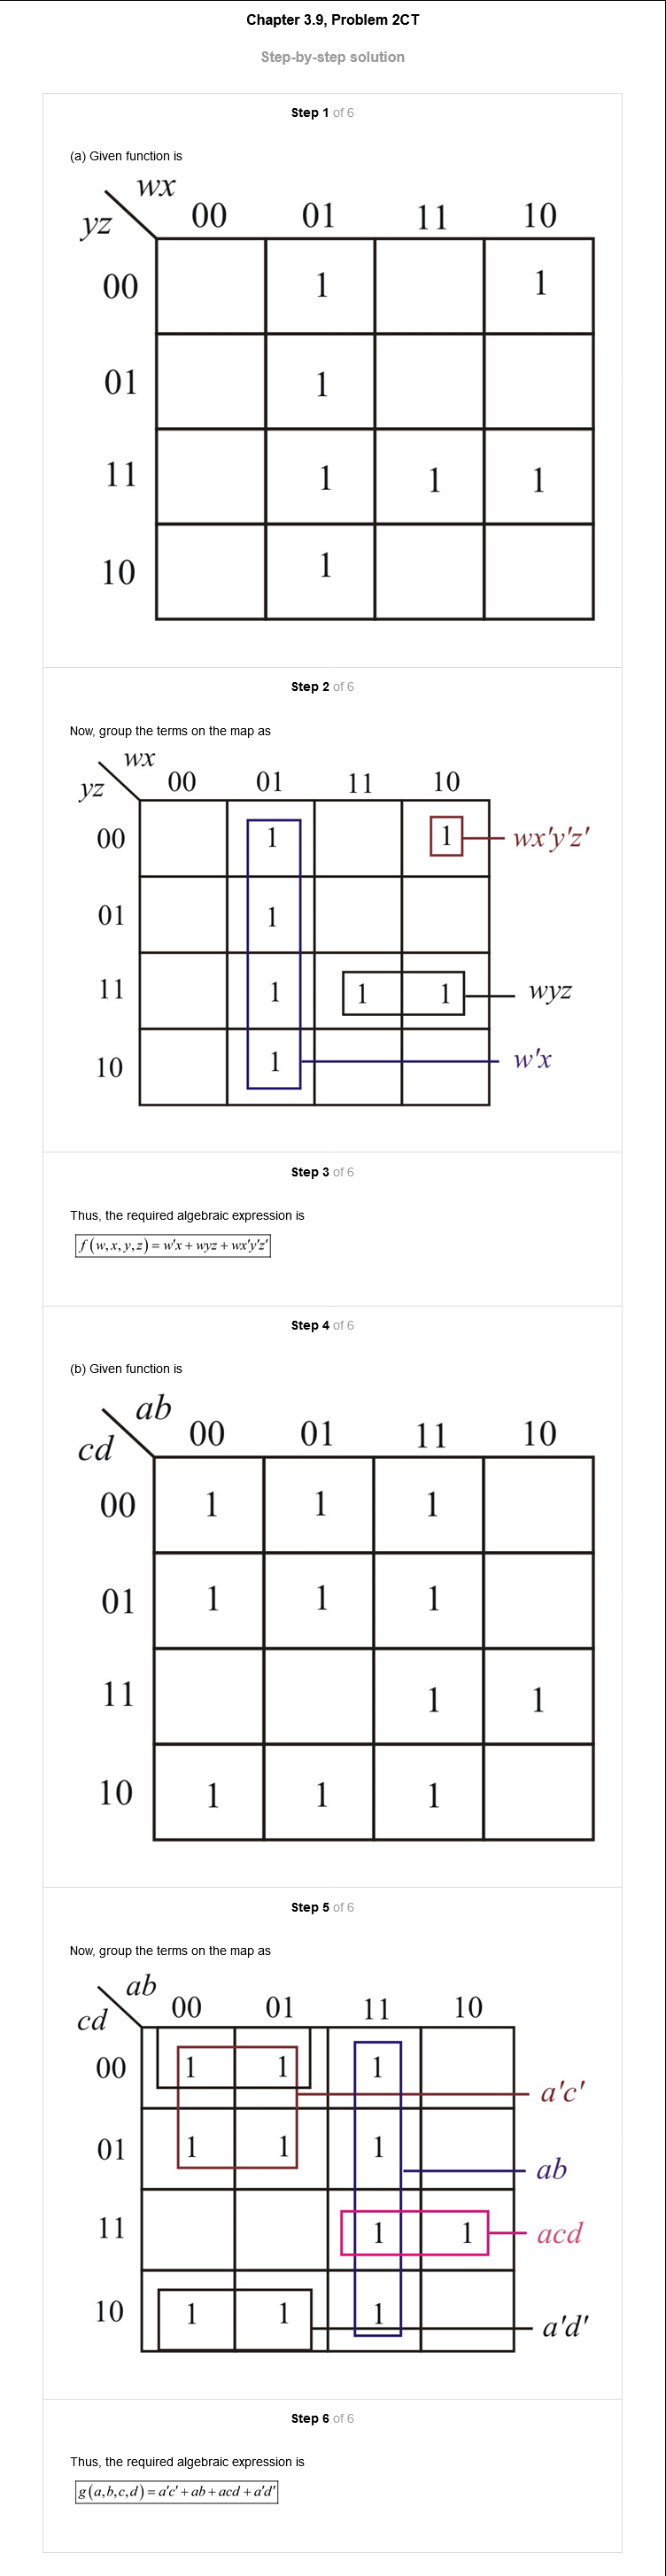 Chapter 3.9, Problem 2CT
Step-by-step solution
Step 1 of 6
(a) Given function is
wx
yz
00 01 11 10
00 1 1
01 1
11 1 1 1
10 1
Step 2 of 6
Now, group the terms on the map as
wx
yz
00 01 11 10
00 1 1 wx'y'z'
01 1
11 1 1 1 wyz
10 1 w'x
Step 3 of 6
Thus, the required algebraic expression is
f(w,x,y,z)=w'x+wyz+wx'y'z'
Step 4 of 6
(b) Given function is
ab
cd
00 01 11 10
00 1 1 1
01 1 1 1
11 1 1
10 1 1 1
Step 5 of 6
Now, group the terms on the map as
ab
cd
00 01 11 10
00 1 1 1
a'c'
01 1 1 1
ab
11 1 1 acd
10 1 1 1 a'd'
Step 6 of 6
Thus, the required algebraic expression is
g(a,b,c,d)=a'c'+ab+acd+a'd'